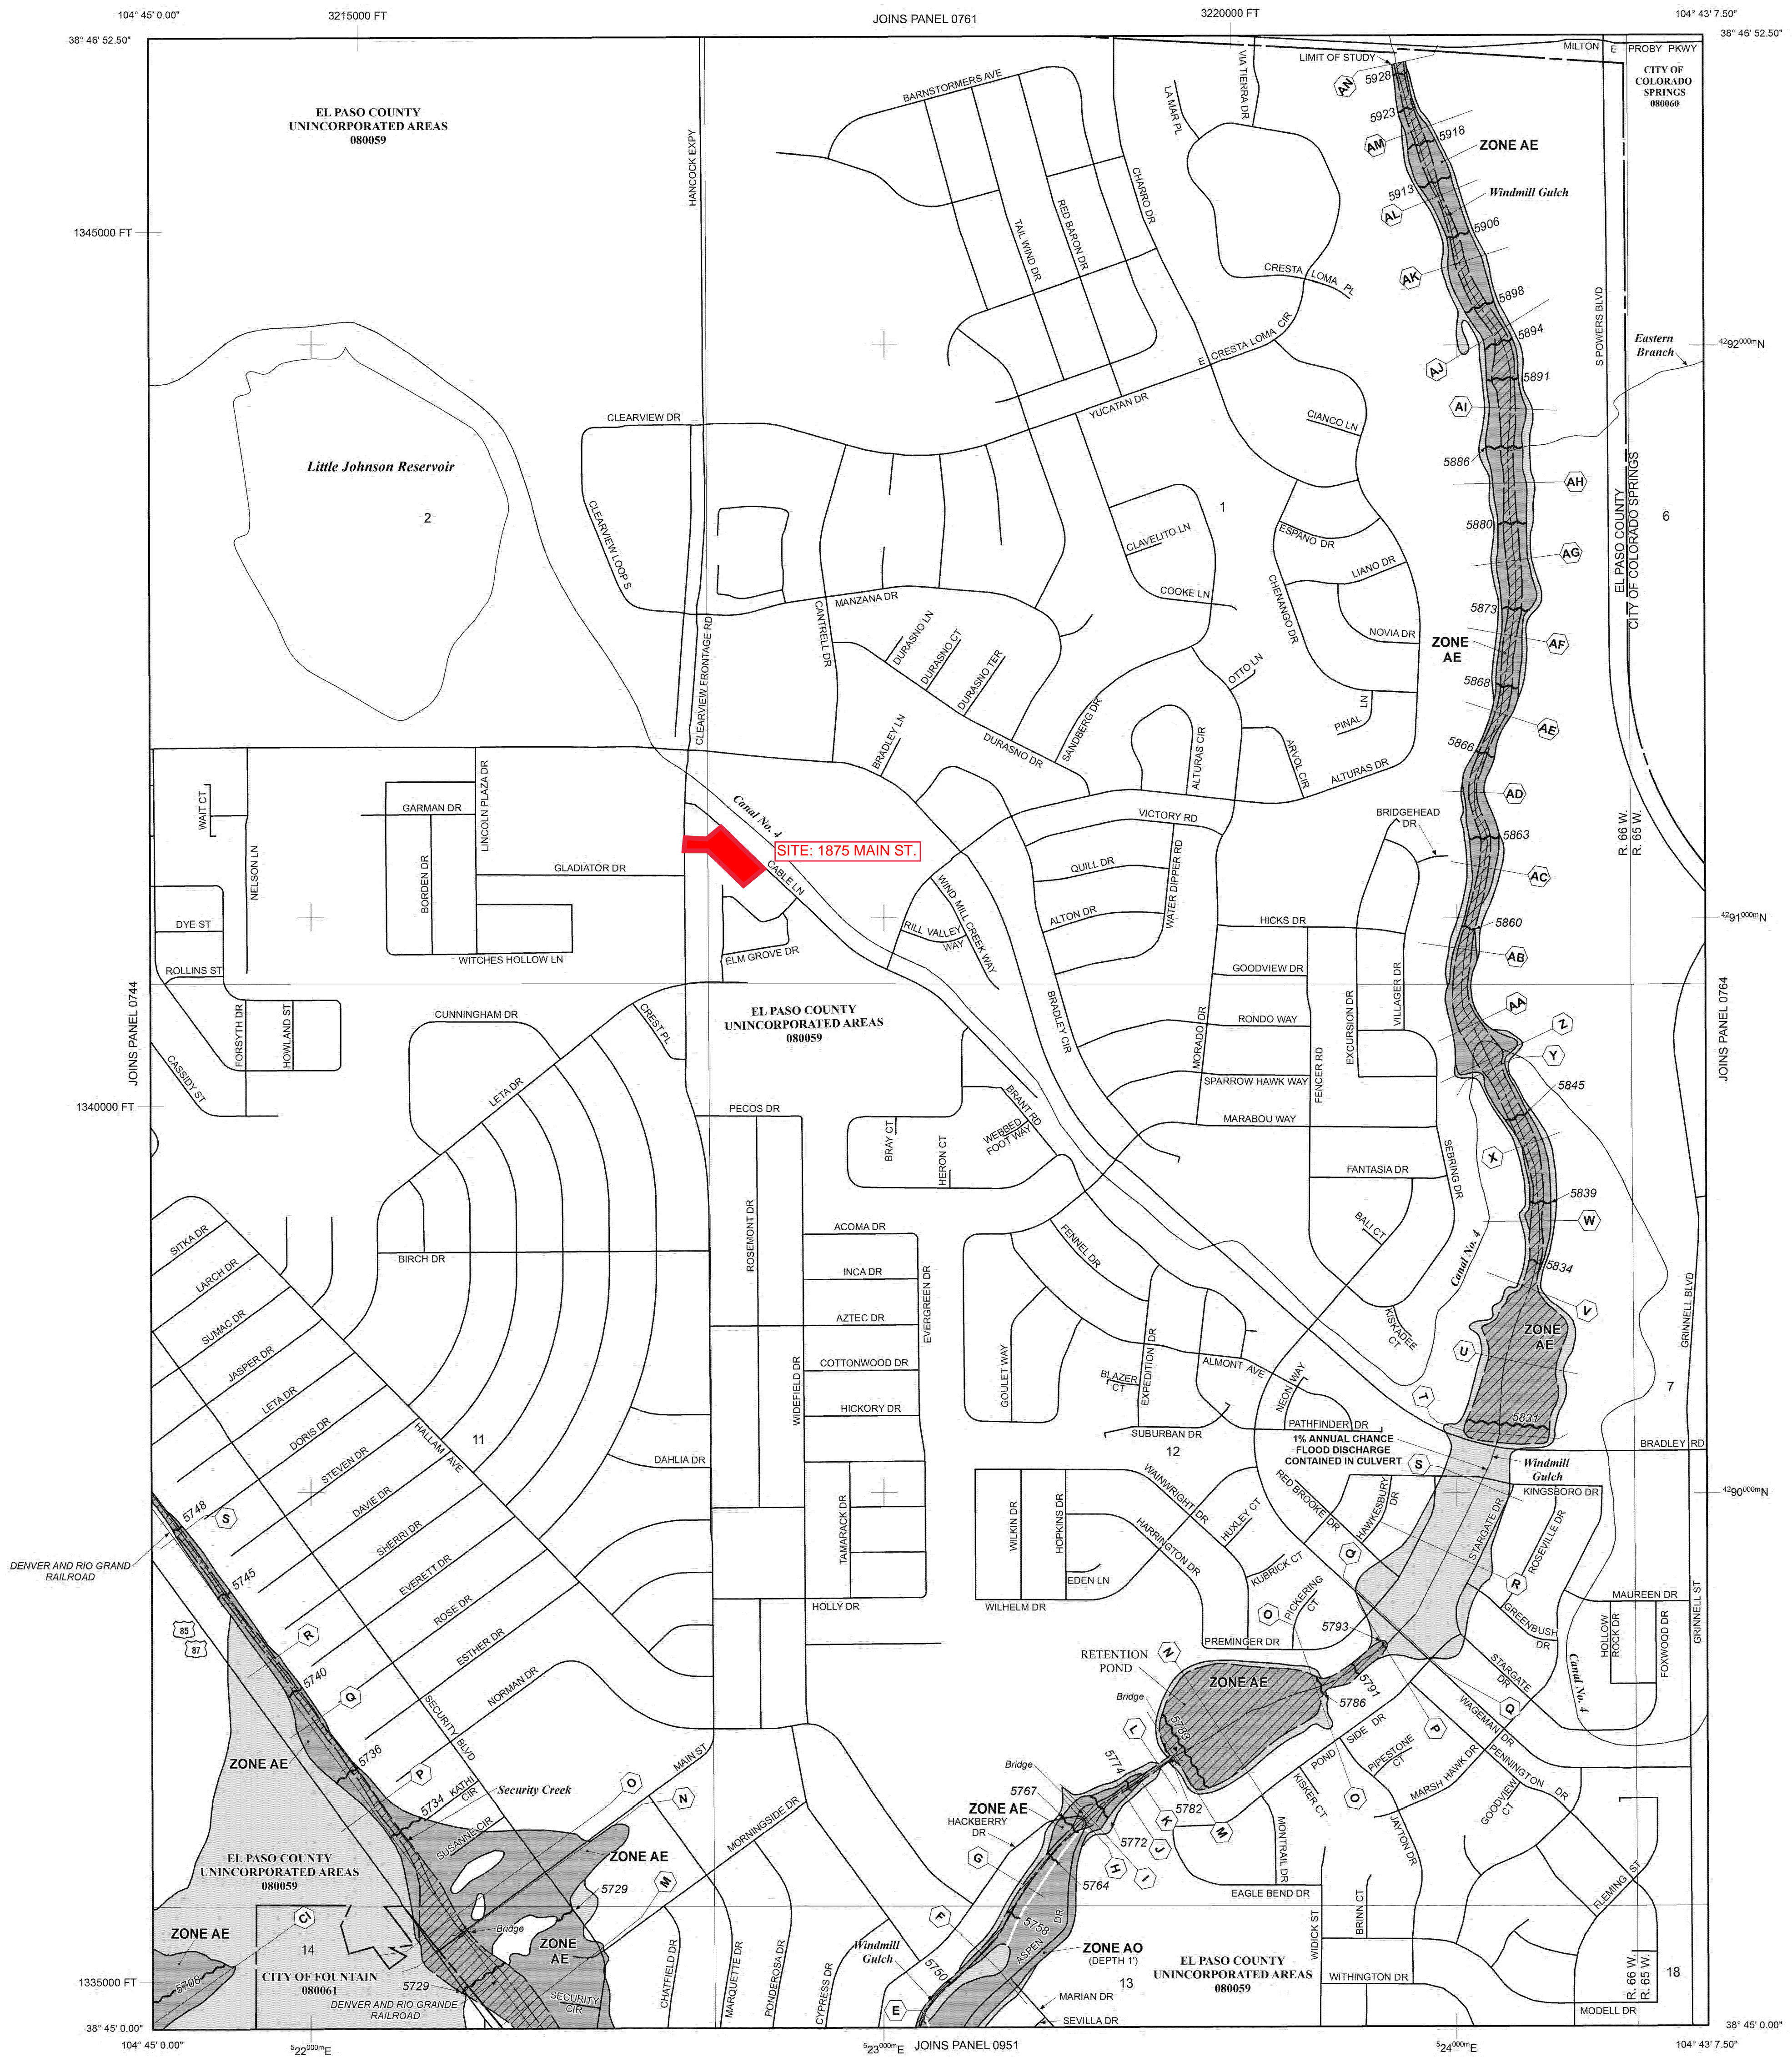 104° 45' 0.00"
3215000 FT
JOINS PANEL 0761
3220000 FT
104° 43' 7.50"
38° 46' 52.50"
38° 46' 52.50"
MILTON
E
PROBY PKWY
LIMIT OF STUDY
CITY OF
COLORADO
SPRINGS
080060
EL PASO COUNTY
UNINCORPORATED AREAS
080059
HANCOCK EXPY
BARNSTORMERS AVE
LA MAR PL
VIA TIERRA DR
AN
5928
5923
AM
5918
ZONE AE
5913
AL
Windmill Gulch
5906
CHARRO DR
TAIL WIND DR
RED BARON DR
1345000 FT
CRESTA LOMA PL
AK
5898
5894
E CRESTA LOMA CIR
S POWERS BLVD
Eastern
Branch
4292000mN
AJ
5891
AI
YUCATAN DR
CIANCO LN
CLEARVIEW DR
5886
Little Johnson Reservoir
2
CLEARVIEW LOOP S
1
AH
6
EL PASO COUNTY
CITY OF COLORADO SPRINGS
ESPANO DR
CLAVELITO LN
5880
AG
LIANO DR
COOKE LN
CHENANGO DR
MANZANA DR
CANTRELL DR
5873
NOVIA DR
ZONE
AE
AF
DURASNO LN
DURASNO CT
DURASNO TER
CLEARVIEW FRONTAGE RD
OTTO LN
5868
PINAL LN
AE
SANDBERG DR
BRADLEY LN
DURASNO DR
ALTURAS CIR
ARVOL CIR
ALTURAS DR
5866
WAIT CT
GARMAN DR
LINCOLN PLAZA DR
Canal No. 4
AD
VICTORY RD
BRIDGEHEAD
DR
5863
R. 66 W.
R. 65 W.
SITE: 1875 MAIN ST.
NELSON LN
BORDEN DR
GLADIATOR DR
CABLE LN
QUILL DR
WATER DIPPER RD
AC
WIND MILL CREEK WAY
ALTON DR
4291000mN
DYE ST
RILL VALLEY
WAY
HICKS DR
5860
ELM GROVE DR
WITCHES HOLLOW LN
AB
ROLLINS ST
GOODVIEW DR
VILLAGER DR
EXCURSION DR
JOINS PANEL 0744
JOINS PANEL 0764
AA
FORSYTH DR
HOWLAND ST
CUNNINGHAM DR
CREST PL
EL PASO COUNTY
UNINCORPORATED AREAS
080059
BRADLEY CIR
MORADO DR
RONDO WAY
Z
Y
CASSIDY ST
LETA DR
FENCER RD
SPARROW HAWK WAY
5845
1340000 FT
PECOS DR
BRANT RD
MARABOU WAY
BRAY CT
WEBBED
FOOT WAY
HERON CT
SEBRING DR
X
FANTASIA DR
5839
ROSEMONT DR
W
SITKA DR
ACOMA DR
FENNEL DR
BALI CT
Canal No. 4
BIRCH DR
LARCH DR
INCA DR
EVERGREEN DR
5834
SUMAC DR
AZTEC DR
V
KISKADEE
CT
GRINNELL BLVD
ZONE
AE
JASPER DR
COTTONWOOD DR
WIDEFIELD DR
GOULET WAY
BLAZER
CT
EXPEDITION DR
ALMONT AVE
NEON WAY
U
LETA DR
HICKORY DR
T
7
DORIS DR
HALLAM AVE
11
SUBURBAN DR
12
PATHFINDER DR
5831
1% ANNUAL CHANCE
FLOOD DISCHARGE
CONTAINED IN CULVERT
BRADLEY RD
STEVEN DR
DAHLIA DR
S
Windmill
Gulch
WAINWRIGHT DR
RED BROOKE DR
HAWKESBURY
DR
KINGSBORO DR
4290000mN
DAVIE DR
5748
S
TAMARACK DR
WILKIN DR
HOPKINS DR
HARRINGTON DR
HUXLEY CT
STARGATE DR
ROSEVILLE DR
SHERRI DR
DENVER AND RIO GRAND
RAILROAD
Q
KUBRICK CT
EDEN LN
5745
EVERETT DR
R
PICKERING
CT
MAUREEN DR
HOLLY DR
WILHELM DR
ROSE DR
O
GREENBUSH
DR
HOLLOW
ROCK DR
FOXWOOD DR
GRINNELL ST
85
87
R
5793
PREMINGER DR
ESTHER DR
RETENTION
POND
N
ZONE AE
STARGATE
DR
Canal No. 4
5740
NORMAN DR
Q
5791
5786
Bridge
Q
SECURITY BLVD
L
5783
SIDE DR
P
WAGEMAN DR
5736
MAIN ST
ZONE AE
P
KATHI
CIR
Security Creek
O
N
Bridge
5774
POND
PIPESTONE
CT
PENNINGTON DR
MARSH HAWK DR
5767
KISKER CT
O
GOODVIEW
CT
5734
SUSANNE CIR
MORNINGSIDE DR
ZONE AE
HACKBERRY
DR
5782
K
M
JAYTON DR
MONTRAIL DR
5772
J
EL PASO COUNTY
UNINCORPORATED AREAS
080059
ZONE AE
G
H
I
M
5764
5729
EAGLE BEND DR
FLEMING ST
CI
F
5758
ASPEN DR
BRINN CT
WIDICK ST
ZONE AE
Bridge
14
ZONE
AE
Windmill
Gulch
ZONE AO
(DEPTH 1')
EL PASO COUNTY
UNINCORPORATED AREAS
080059
CITY OF FOUNTAIN
080061
CHATFIELD DR
MARQUETTE DR
PONDEROSA DR
CYPRESS DR
5750
13
WITHINGTON DR
R. 66 W.
R. 65 W.
18
1335000 FT
5708
5729
DENVER AND RIO GRANDE
RAILROAD
SECURITY
CIR
E
MARIAN DR
MODELL DR
SEVILLA DR
38° 45' 0.00"
38° 45' 0.00"
104° 45' 0.00"
522000mE
523000mE
JOINS PANEL 0951
524000mE
104° 43' 7.50"